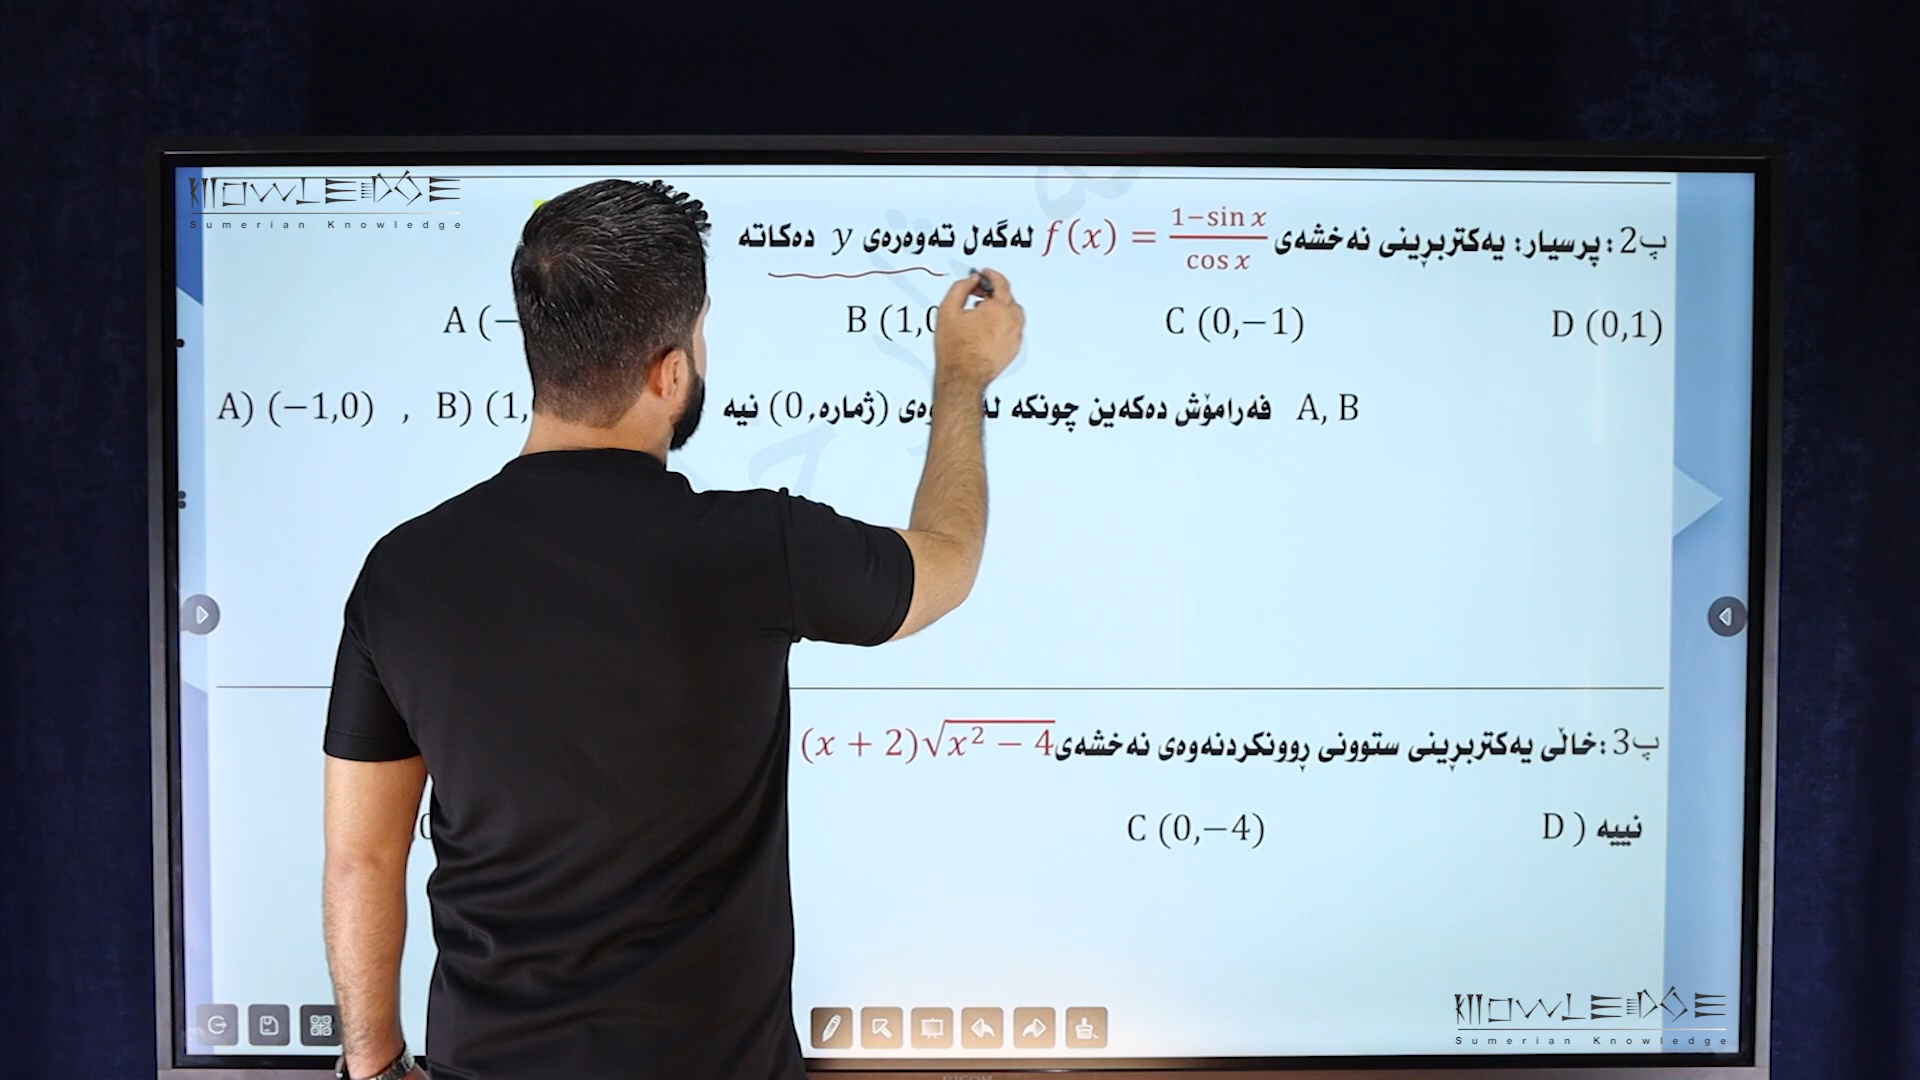 KNOWLEDGE
Sumerian Knowledge
پ2: پرسیار: یەکتربڕینی نەخشەی f(x) = \frac{1-sin x}{cos x} لەگەل تەوەرەی y دەکاتە
A (− B (1,0 C (0,−1) D (0,1)
A) (−1,0) , B) (1, A, B فەرامۆش دەکەین چونکە (ژمارە,0) نیە
پ3: خاڵی یەکتربڕینی ستوونی ڕوونکردنەوەی نەخشەی (x + 2)√(x² − 4)
C (0,−4) D ) نییە
KNOWLEDGE
Sumerian Knowledge